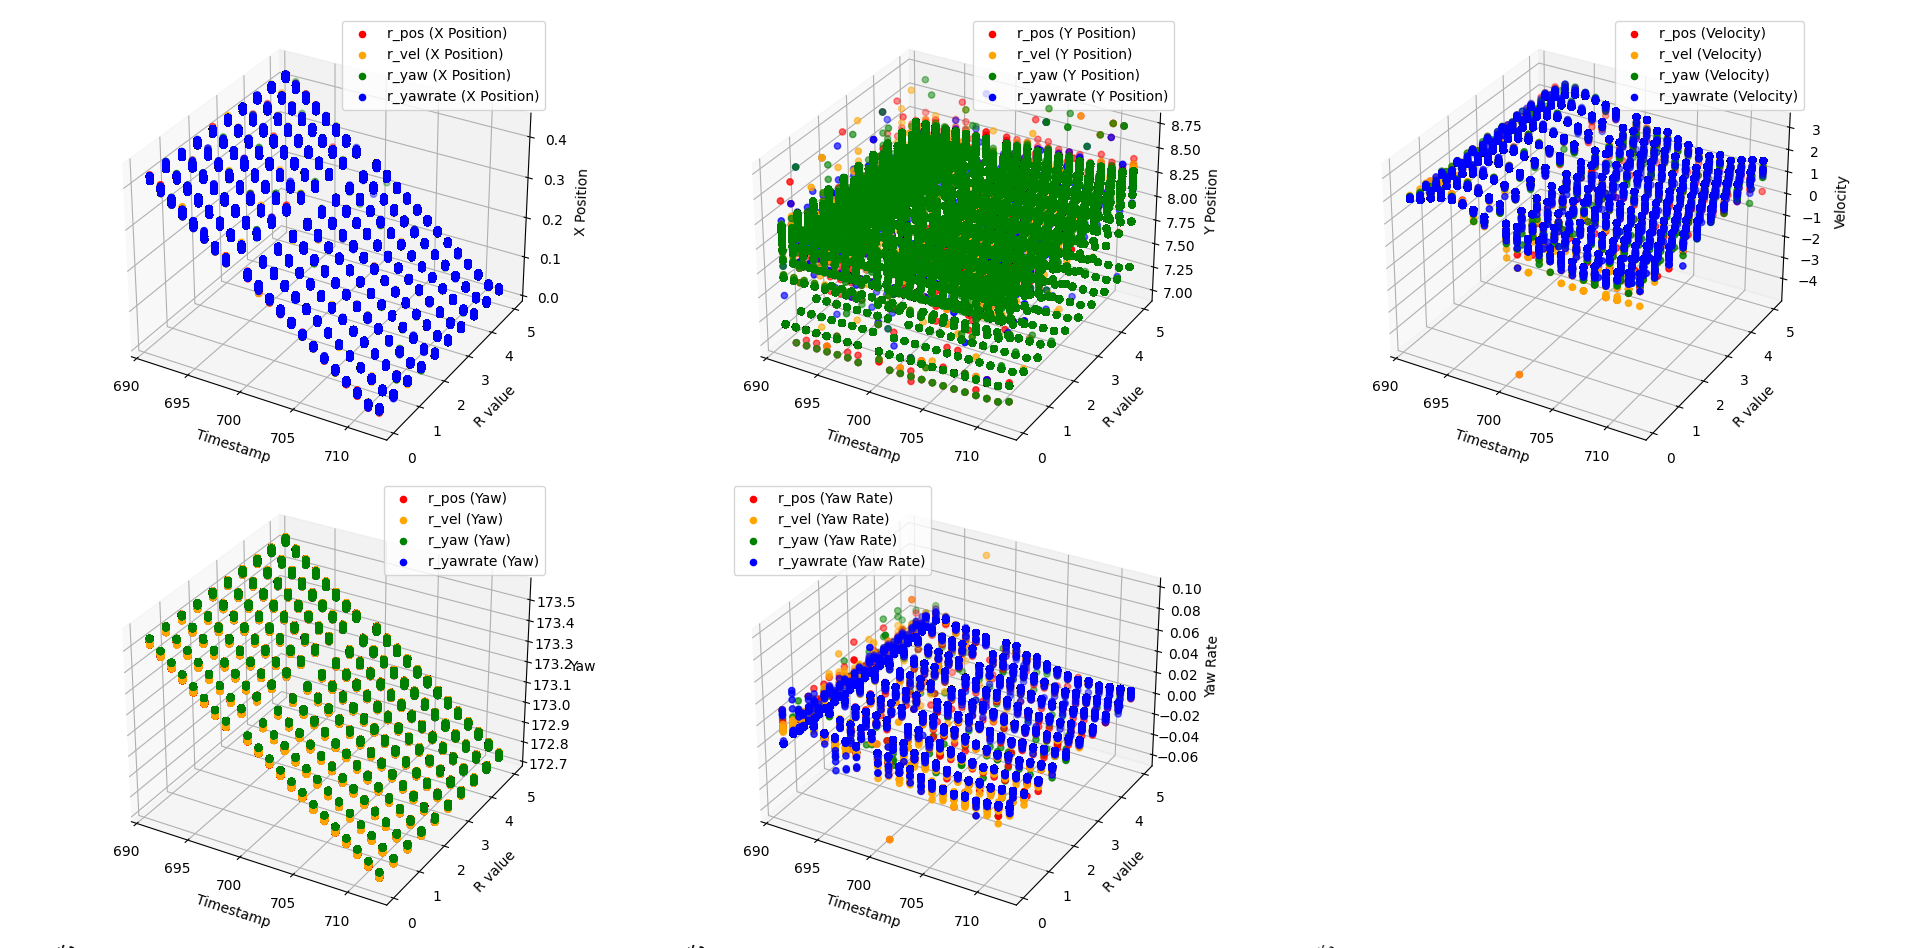 r_pos (X Position)
r_vel (X Position)
r_yaw (X Position)
r_yawrate (X Position)
0.4
0.3
0.2
0.1
0.0
X Position
690
695
700
705
710
Timestamp
0
1
2
3
4
5
R value
r_pos (Y Position)
r_vel (Y Position)
r_yaw (Y Position)
r_yawrate (Y Position)
8.75
8.50
8.25
8.00
7.75
7.50
7.25
7.00
Y Position
690
695
700
705
710
Timestamp
0
1
2
3
4
5
R value
r_pos (Velocity)
r_vel (Velocity)
r_yaw (Velocity)
r_yawrate (Velocity)
3
2
1
0
−1
−2
−3
−4
Velocity
690
695
700
705
710
Timestamp
0
1
2
3
4
5
R value
r_pos (Yaw)
r_vel (Yaw)
r_yaw (Yaw)
r_yawrate (Yaw)
173.5
173.4
173.3
173.2
173.1
173.0
172.9
172.8
172.7
Yaw
690
695
700
705
710
Timestamp
0
1
2
3
4
5
R value
r_pos (Yaw Rate)
r_vel (Yaw Rate)
r_yaw (Yaw Rate)
r_yawrate (Yaw Rate)
0.10
0.08
0.06
0.04
0.02
0.00
−0.02
−0.04
−0.06
Yaw Rate
690
695
700
705
710
Timestamp
0
1
2
3
4
5
R value